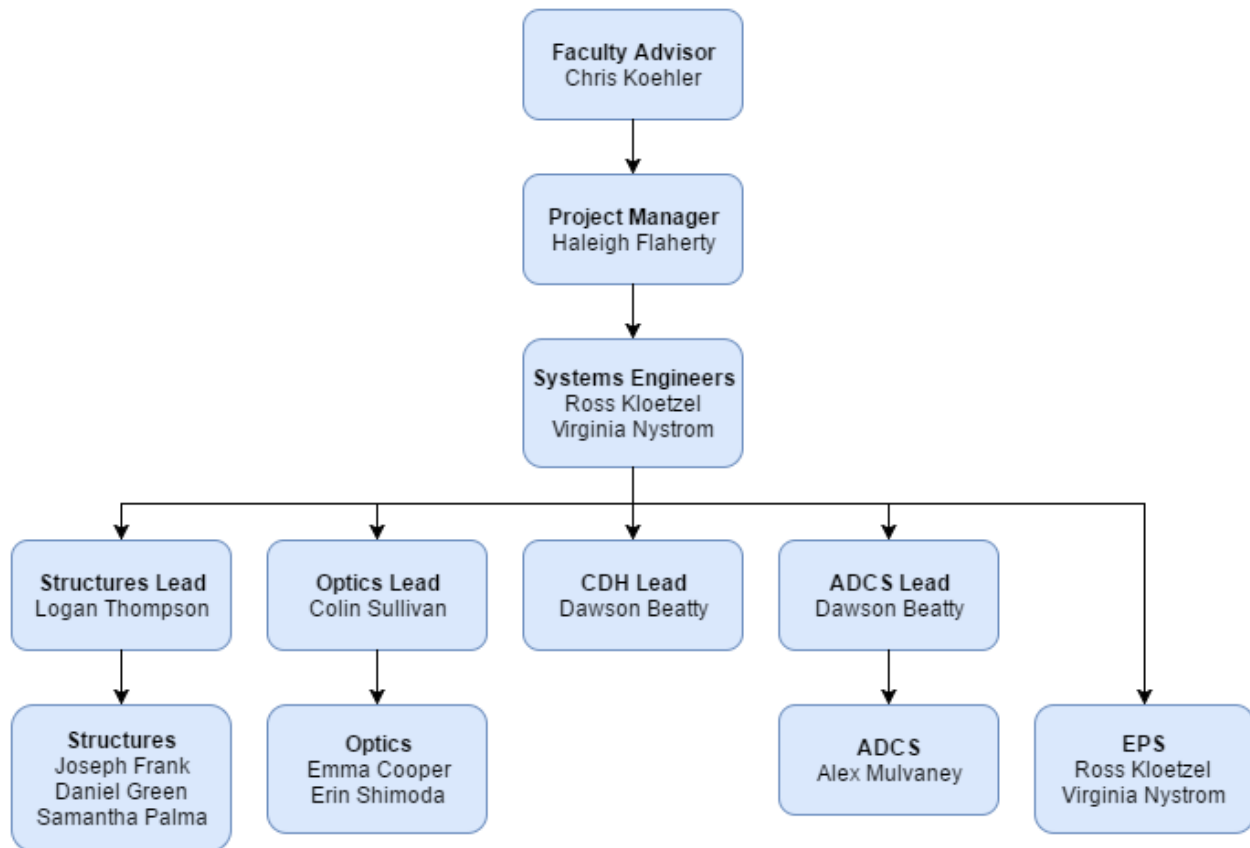 Faculty Advisor
Chris Koehler
Project Manager
Haleigh Flaherty
Systems Engineers
Ross Kloetzel
Virginia Nystrom
Structures Lead
Logan Thompson
Optics Lead
Colin Sullivan
CDH Lead
Dawson Beatty
ADCS Lead
Dawson Beatty
Structures
Joseph Frank
Daniel Green
Samantha Palma
Optics
Emma Cooper
Erin Shimoda
ADCS
Alex Mulvaney
EPS
Ross Kloetzel
Virginia Nystrom